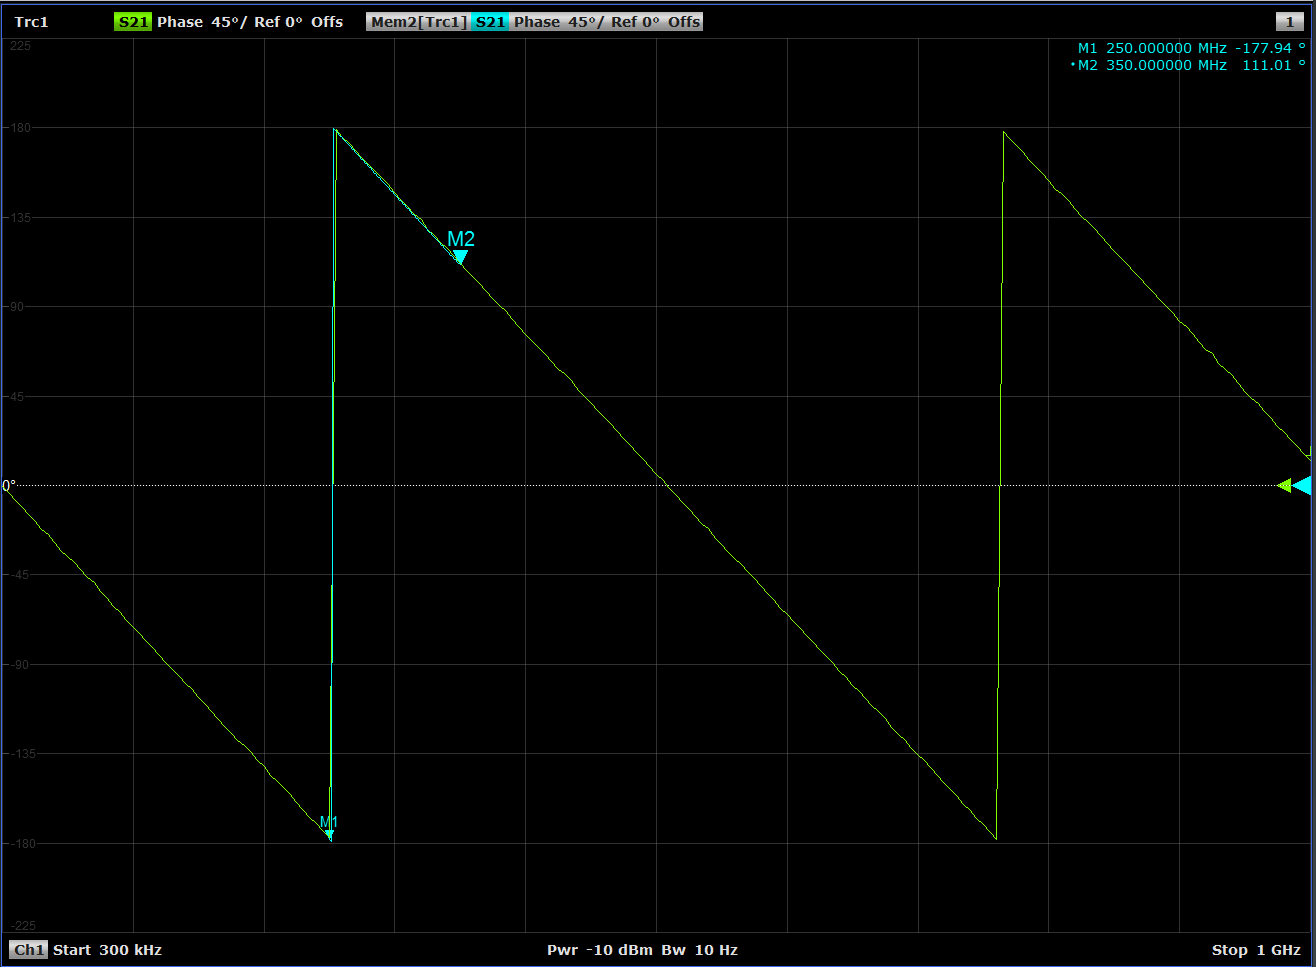 Trc1 S21 Phase 45°/ Ref 0° Offs Mem2[Trc1] S21 Phase 45°/ Ref 0° Offs 1
225
M1 250.000000 MHz -177.94 °
•M2 350.000000 MHz 111.01 °
180
135
M2
90
45
0°
-45
-90
-135
M1
-180
-225
Ch1 Start 300 kHz Pwr -10 dBm Bw 10 Hz Stop 1 GHz